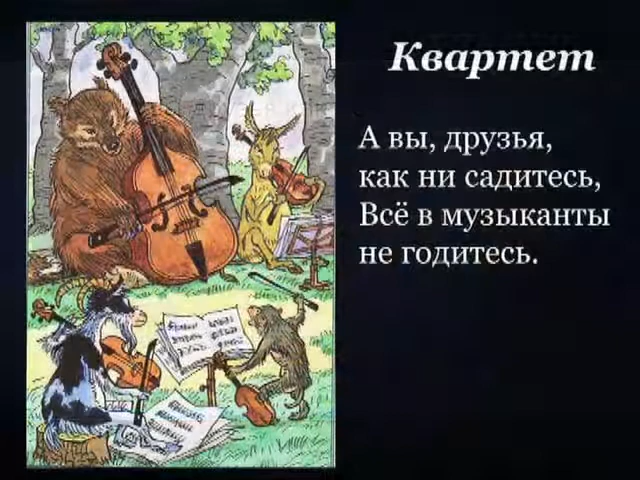 Квартет
А вы, друзья,
как ни садитесь,
Всё в музыканты
не годитесь.